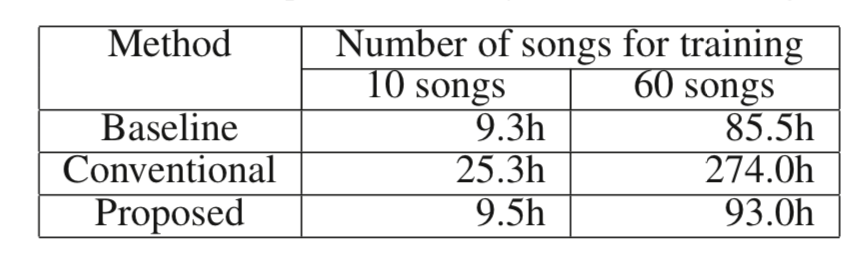 Method Number of songs for training
10 songs 60 songs
Baseline 9.3h 85.5h
Conventional 25.3h 274.0h
Proposed 9.5h 93.0h